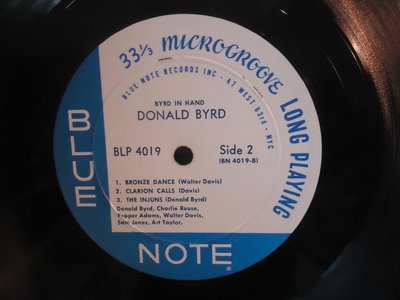 33⅓ MICROGROOVE LONG PLAYING
BLUE NOTE RECORDS INC • 47 WEST 63rd • NYC
BYRD IN HAND
DONALD BYRD
BLP 4019 Side 2
(BN 4019-B)
1. BRONZE DANCE (Walter Davis)
2. CLARION CALLS (Davis)
3. THE INJUNS (Donald Byrd)
Donald Byrd, Charlie Rouse,
Pepper Adams, Walter Davis,
Sam Jones, Art Taylor.
BLUE
NOTE